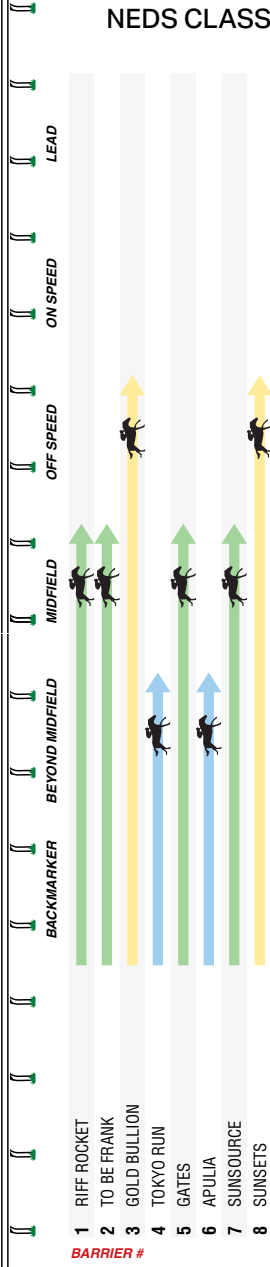 NEDS CLASS
LEAD
ON SPEED
OFF SPEED
MIDFIELD
BEYOND MIDFIELD
BACKMARKER
1 RIFF ROCKET
2 TO BE FRANK
3 GOLD BULLION
4 TOKYO RUN
5 GATES
6 APULIA
7 SUNSOURCE
8 SUNSETS
BARRIER #